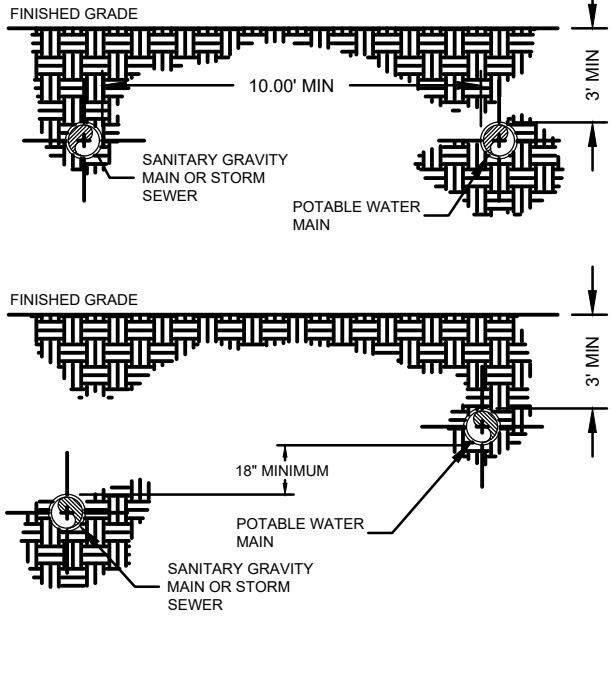 FINISHED GRADE
3' MIN
10.00' MIN
SANITARY GRAVITY
MAIN OR STORM
SEWER
POTABLE WATER
MAIN
FINISHED GRADE
3' MIN
18" MINIMUM
POTABLE WATER
MAIN
SANITARY GRAVITY
MAIN OR STORM
SEWER